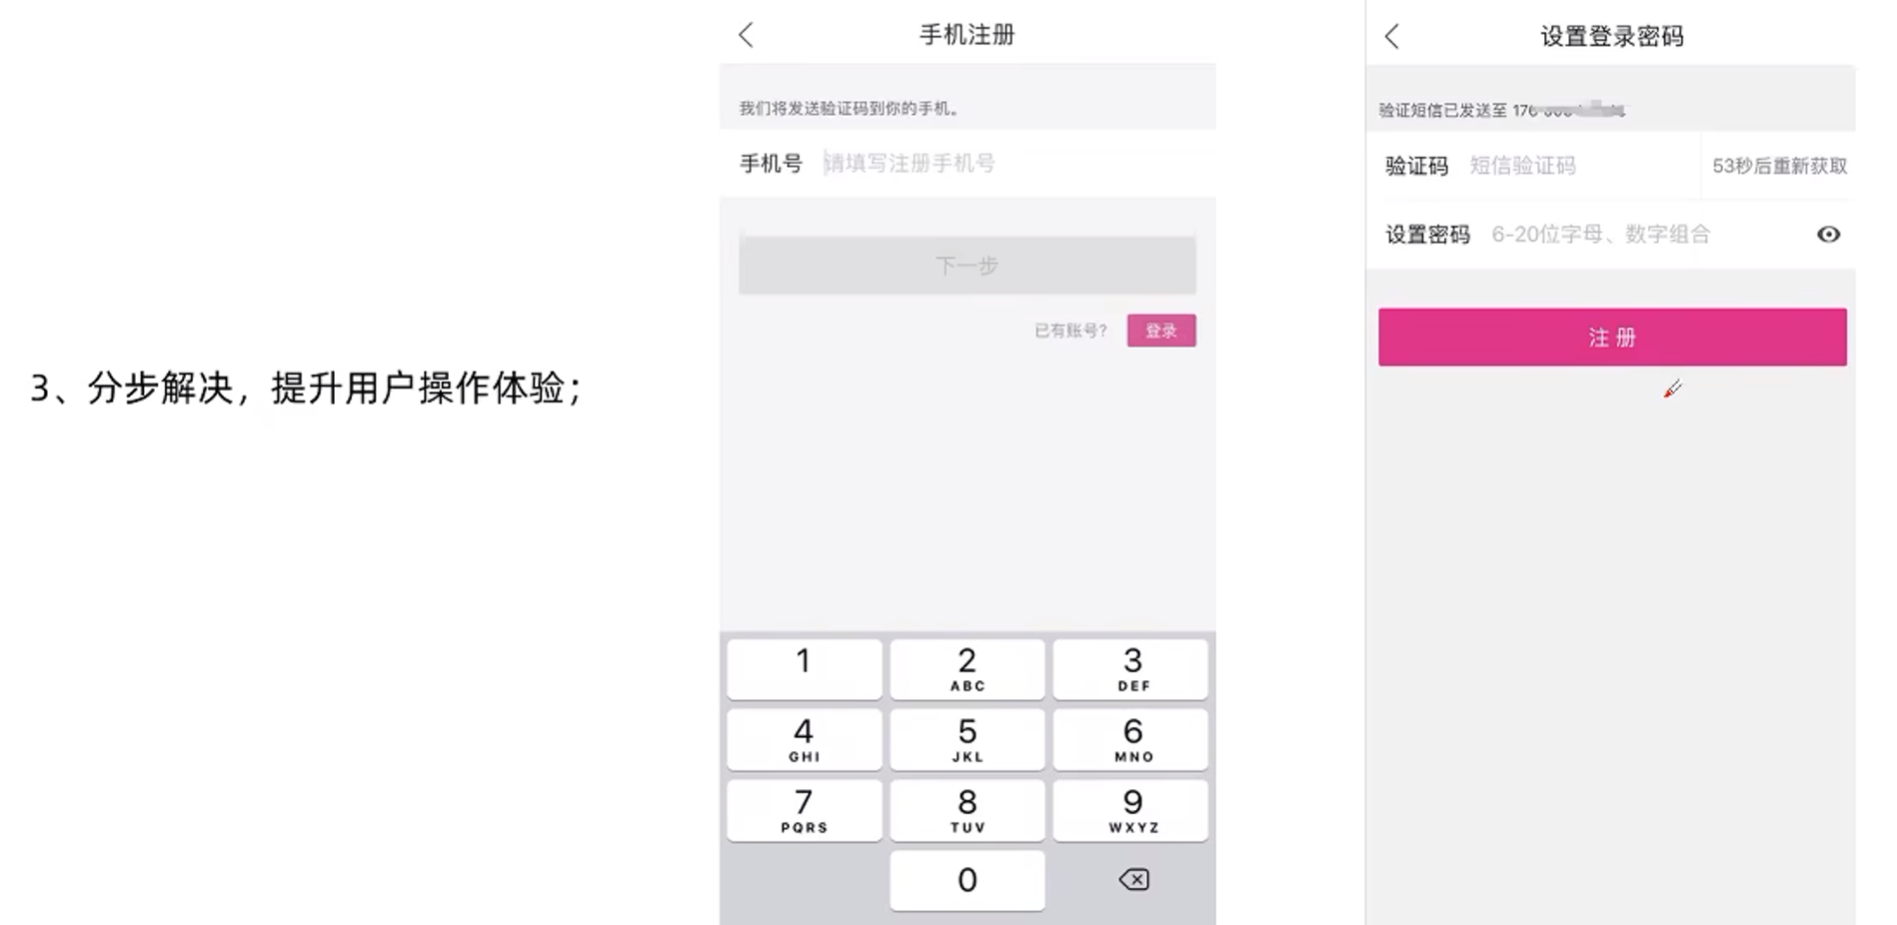 3、分步解决，提升用户操作体验；
手机注册
我们将发送验证码到你的手机。
手机号 请填写注册手机号
下一步
已有账号？ 登录
1
2 ABC
3 DEF
4 GHI
5 JKL
6 MNO
7 PQRS
8 TUV
9 WXYZ
0
设置登录密码
验证短信已发送至 176
验证码 短信验证码 53秒后重新获取
设置密码 6-20位字母、数字组合
注 册